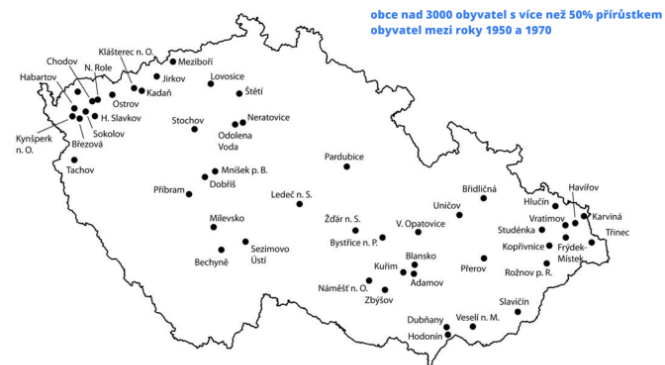 obce nad 3000 obyvatel s více než 50% přírůstkem
obyvatel mezi roky 1950 a 1970
Klášterec n. O.
Meziboří
Chodov
N. Role
Jirkov
Lovosice
Habartov
Kadaň
Štětí
Ostrov
H. Slavkov
Stochov
Neratovice
Sokolov
Kynšperk
n. O.
Březová
Odolena
Voda
Tachov
Mníšek p. B.
Dobříš
Pardubice
Příbram
Ledeč n. S.
Břidličná
Havířov
Hlučín
Milevsko
Uničov
Vratimov
Karviná
Žďár n. S.
V. Opatovice
Studénka
Třinec
Bystřice n. P.
Kopřivnice
Frýdek-
Místek
Bechyně
Sezimovo
Ústí
Blansko
Kuřim
Přerov
Rožnov p. R.
Adamov
Náměšť n. O.
Zbýšov
Slavičín
Dubňany
Veselí n. M.
Hodonín